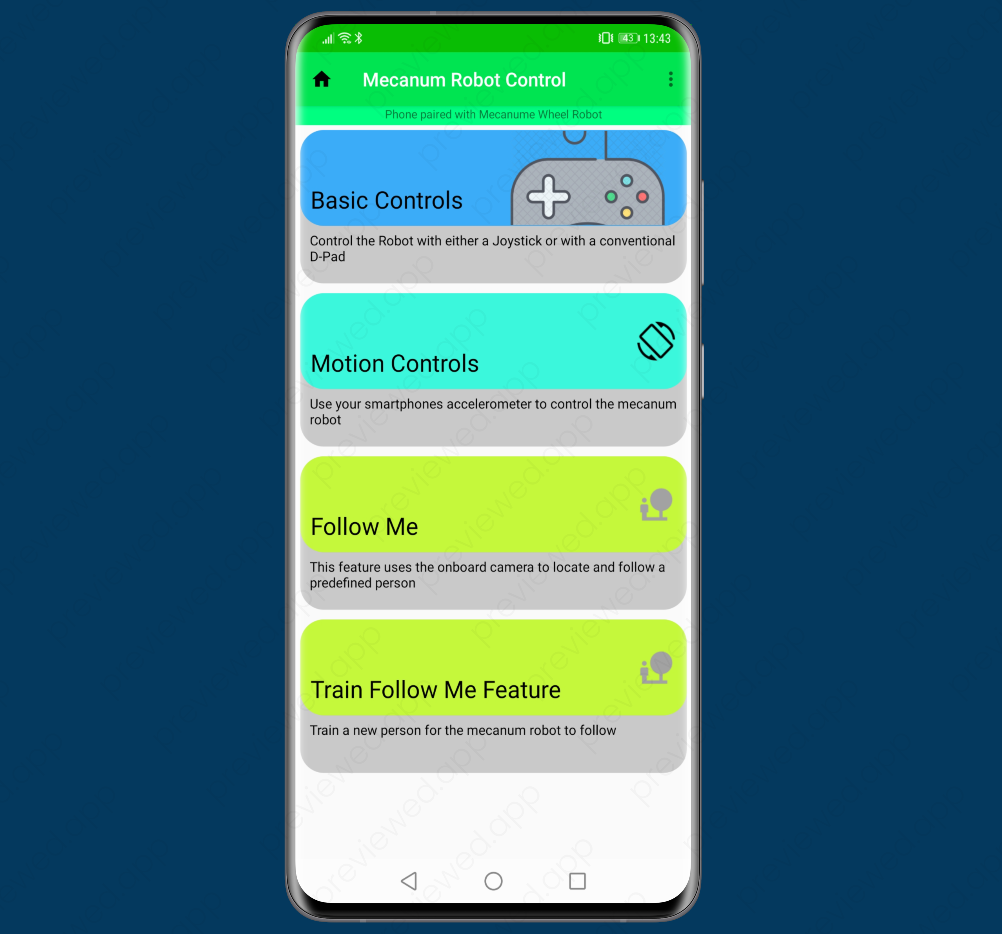 43 13:43
Mecanum Robot Control
Phone paired with Mecanume Wheel Robot
Basic Controls
Control the Robot with either a Joystick or with a conventional
D-Pad
Motion Controls
Use your smartphones accelerometer to control the mecanum
robot
Follow Me
This feature uses the onboard camera to locate and follow a
predefined person
Train Follow Me Feature
Train a new person for the mecanum robot to follow
previewed.app